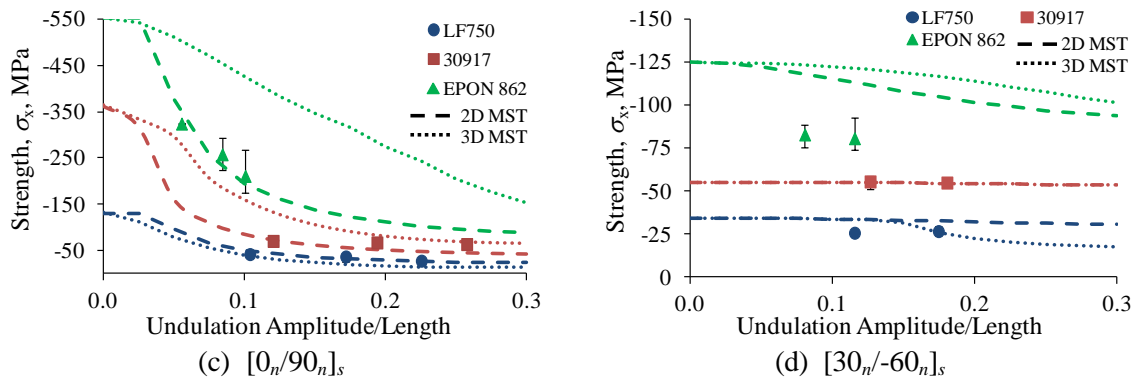 -550
-450
-350
-250
-150
-50
Strength, σx, MPa
LF750
30917
EPON 862
2D MST
3D MST
0.0
0.1
0.2
0.3
Undulation Amplitude/Length
(c) [0n/90n]s
-150
-125
-100
-75
-50
-25
0
Strength, σx, MPa
LF750
30917
EPON 862
2D MST
3D MST
0.0
0.1
0.2
0.3
Undulation Amplitude/Length
(d) [30n/-60n]s